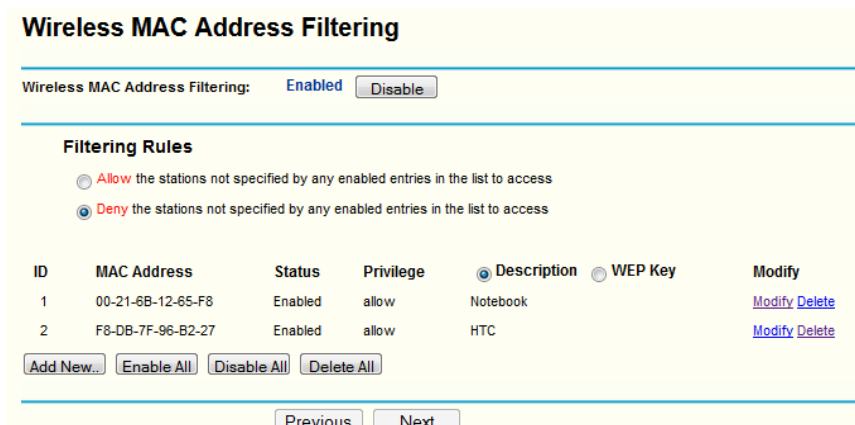 Wireless MAC Address Filtering
Wireless MAC Address Filtering: Enabled Disable
Filtering Rules
Allow the stations not specified by any enabled entries in the list to access
Deny the stations not specified by any enabled entries in the list to access
ID MAC Address Status Privilege Description WEP Key Modify
1 00-21-6B-12-65-F8 Enabled allow Notebook Modify Delete
2 F8-DB-7F-96-B2-27 Enabled allow HTC Modify Delete
Add New.. Enable All Disable All Delete All
Previous Next